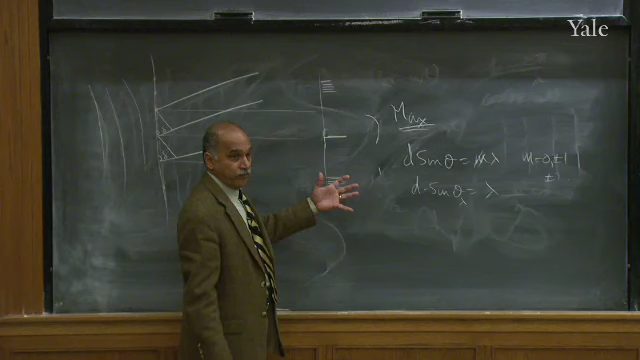 Yale
Max
d Sin θ = mλ m=0, ±1
±1
d Sin θ = λ